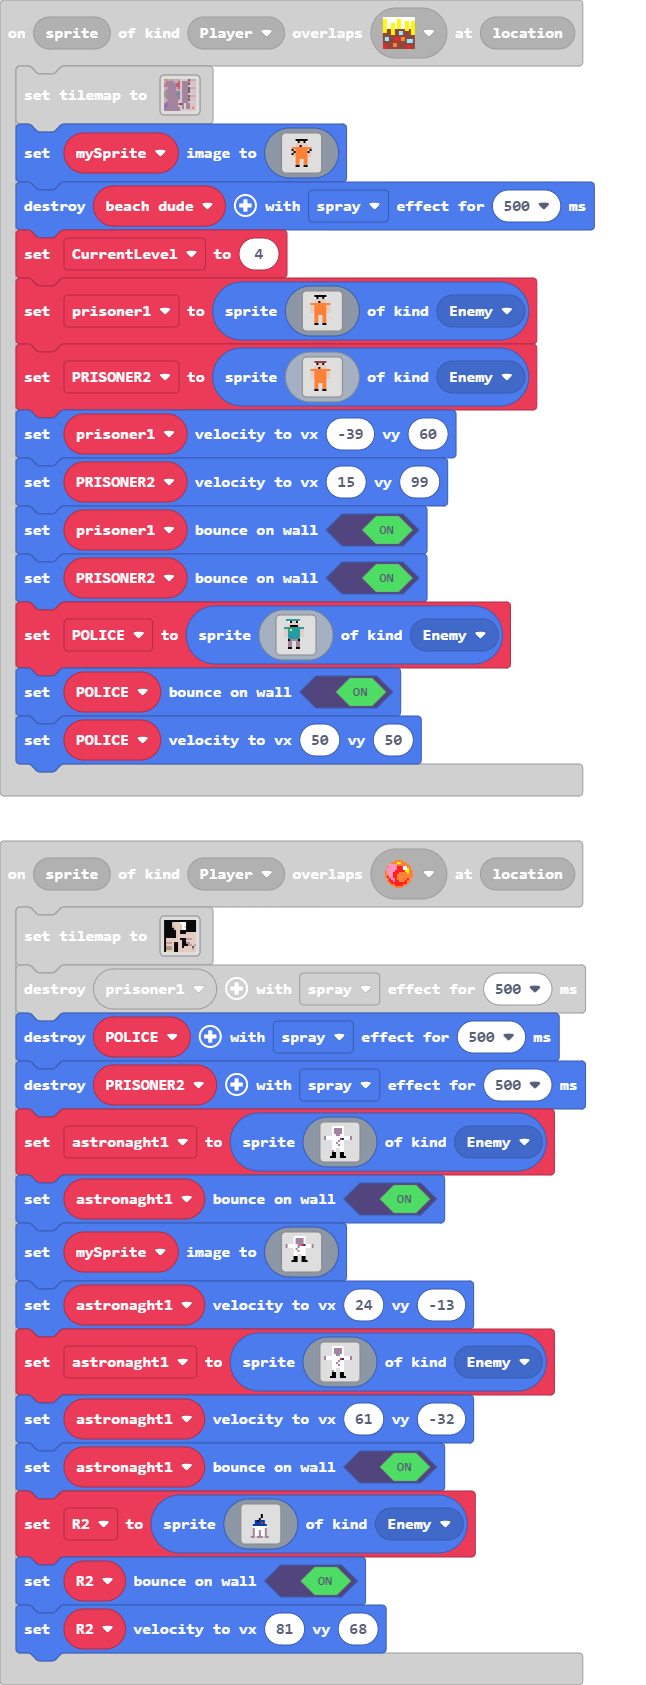 on sprite of kind Player overlaps at location
set tilemap to
set mySprite image to
destroy beach dude with spray effect for 500 ms
set CurrentLevel to 4
set prisoner1 to sprite of kind Enemy
set PRISONER2 to sprite of kind Enemy
set prisoner1 velocity to vx -39 vy 60
set PRISONER2 velocity to vx 15 vy 99
set prisoner1 bounce on wall ON
set PRISONER2 bounce on wall ON
set POLICE to sprite of kind Enemy
set POLICE bounce on wall ON
set POLICE velocity to vx 50 vy 50
on sprite of kind Player overlaps at location
set tilemap to
destroy prisoner1 with spray effect for 500 ms
destroy POLICE with spray effect for 500 ms
destroy PRISONER2 with spray effect for 500 ms
set astronaght1 to sprite of kind Enemy
set astronaght1 bounce on wall ON
set mySprite image to
set astronaght1 velocity to vx 24 vy -13
set astronaght1 to sprite of kind Enemy
set astronaght1 velocity to vx 61 vy -32
set astronaght1 bounce on wall ON
set R2 to sprite of kind Enemy
set R2 bounce on wall ON
set R2 velocity to vx 81 vy 68